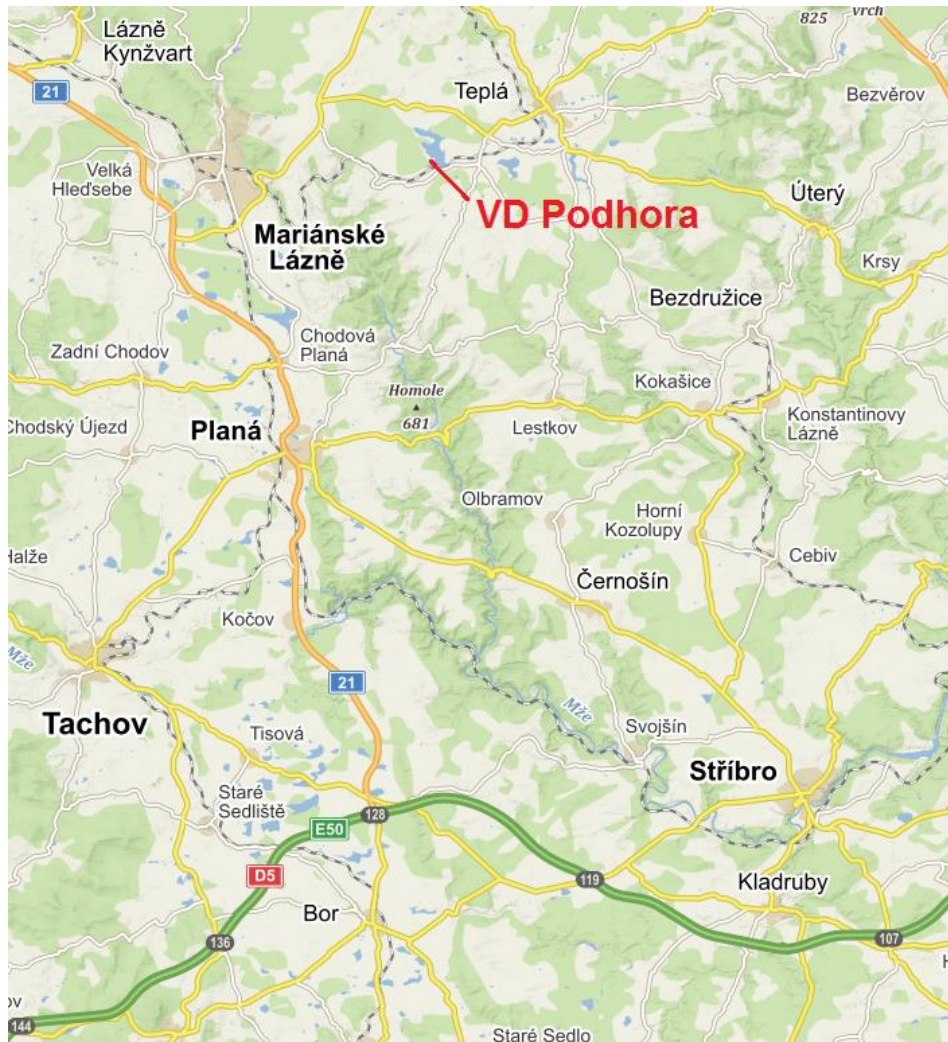 Lázně
Kynžvart
825
vrch
21
Teplá
Bezvěrov
Velká
Hleďsebe
VD Podhora
Úterý
Mariánské
Lázně
Krsy
Bezdružice
Chodová
Planá
Zadní Chodov
Homole
681
Kokašice
Konstantinovy
Lázně
Chodský Újezd
Planá
Lestkov
Olbramov
Horní
Kozolupy
Halže
Cebiv
Černošín
Kočov
Mže
21
Mže
Tachov
Tisová
Svojšín
Stříbro
Staré
Sedliště
E50
128
D5
119
Kladruby
Bor
136
107
144
Staré Sedlo